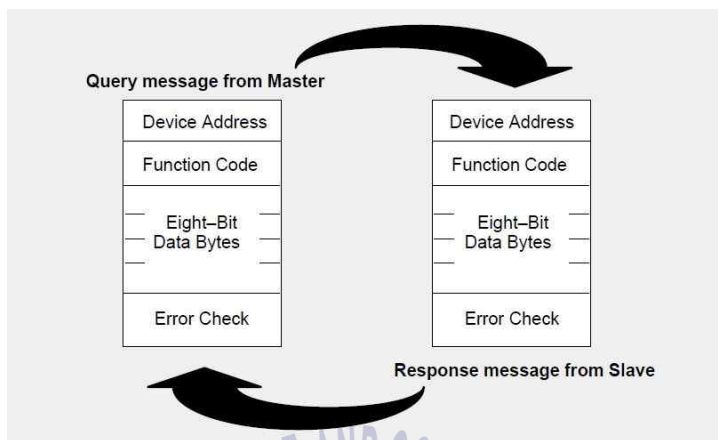 Query message from Master
Device Address
Function Code
Eight–Bit
Data Bytes
Error Check
Device Address
Function Code
Eight–Bit
Data Bytes
Error Check
Response message from Slave